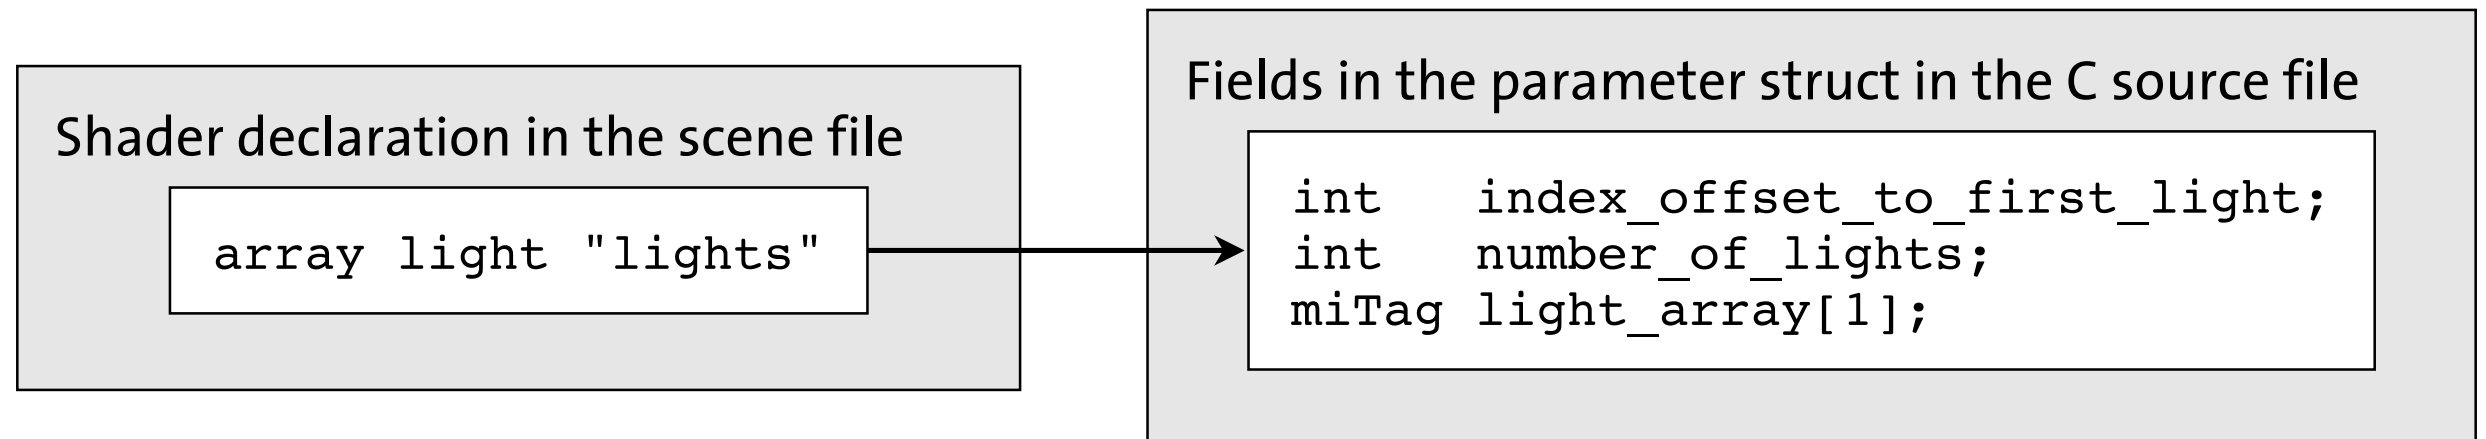 Shader declaration in the scene file
array light "lights"
Fields in the parameter struct in the C source file
int   index_offset_to_first_light;
int   number_of_lights;
miTag light_array[1];